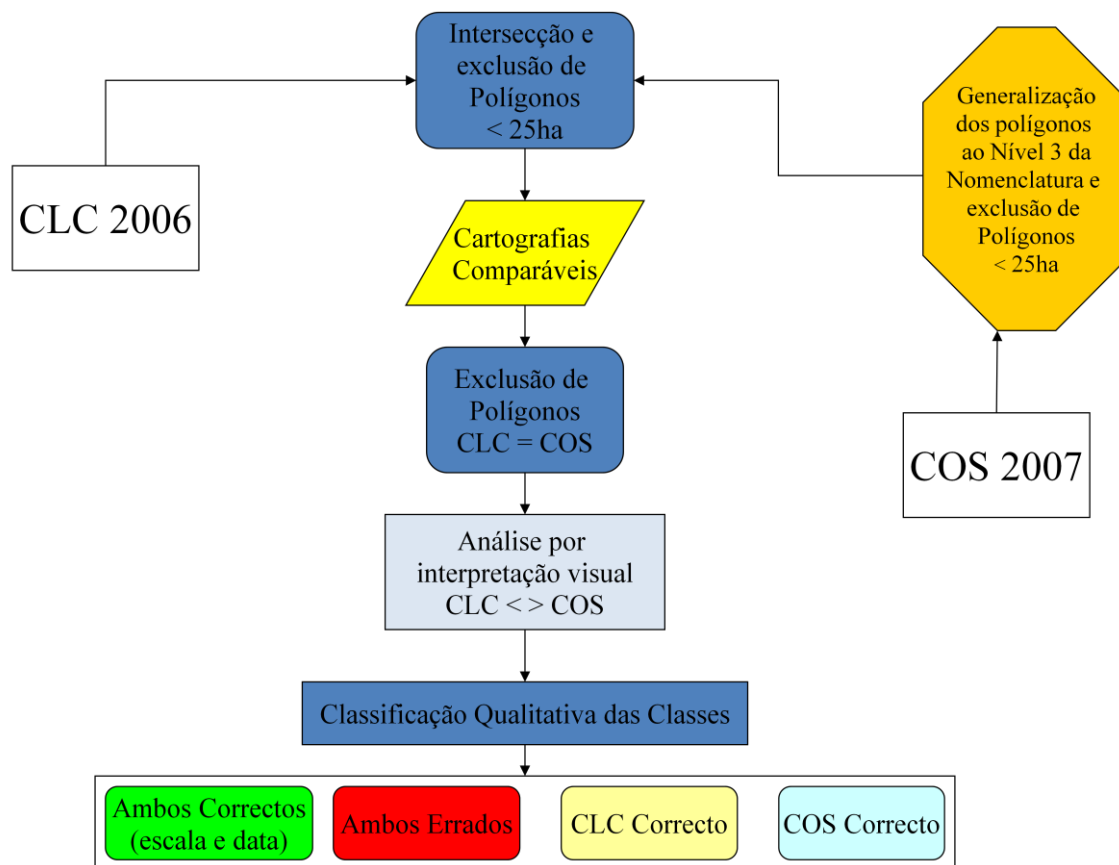 Intersecção e
exclusão de
Polígonos
< 25ha
Generalização
dos polígonos
ao Nível 3 da
Nomenclatura e
exclusão de
Polígonos
< 25ha
CLC 2006
Cartografias
Comparáveis
Exclusão de
Polígonos
CLC = COS
COS 2007
Análise por
interpretação visual
CLC < > COS
Classificação Qualitativa das Classes
Ambos Correctos
(escala e data)
Ambos Errados
CLC Correcto
COS Correcto